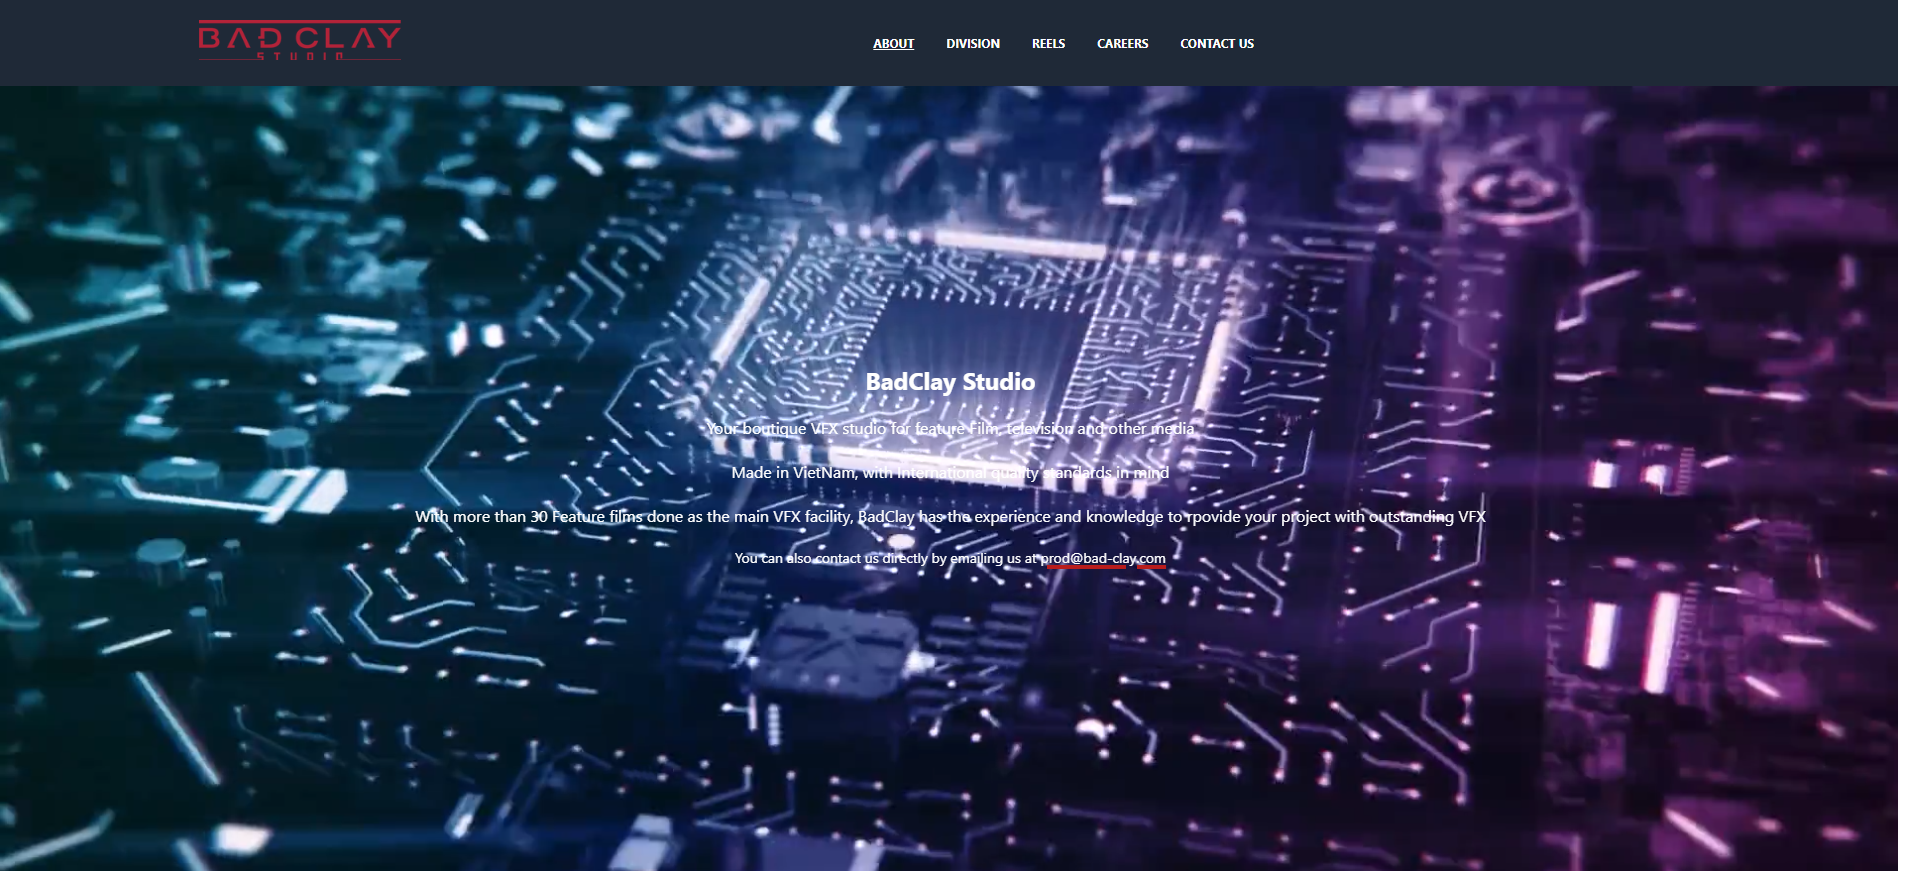 BAD CLAY
STUDIO
ABOUT DIVISION REELS CAREERS CONTACT US
BadClay Studio
Your boutique VFX studio for feature Film, television and other media.
Made in VietNam, with International quality standards in mind
With more than 30 Feature films done as the main VFX facility, BadClay has the experience and knowledge to rpovide your project with outstanding VFX
You can also contact us directly by emailing us at prod@bad-clay.com